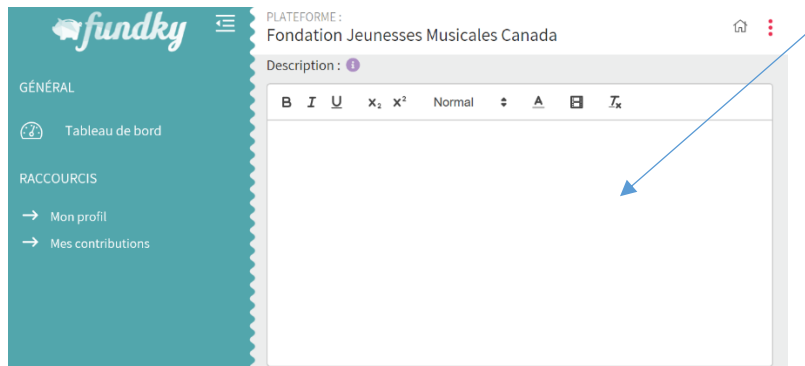 fundky
GÉNÉRAL
Tableau de bord
RACCOURCIS
→ Mon profil
→ Mes contributions
PLATEFORME :
Fondation Jeunesses Musicales Canada
Description : i
B I U X₂ X² Normal A Tx